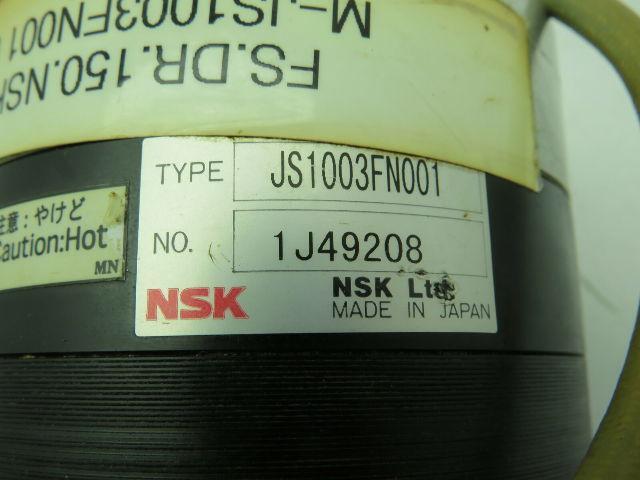 M-JS1003FN001
FS.DR.150.NSK
TYPE JS1003FN001
NO. 1J49208
NSK
NSK Ltd.
MADE IN JAPAN
注意：やけど
Caution:Hot
MN